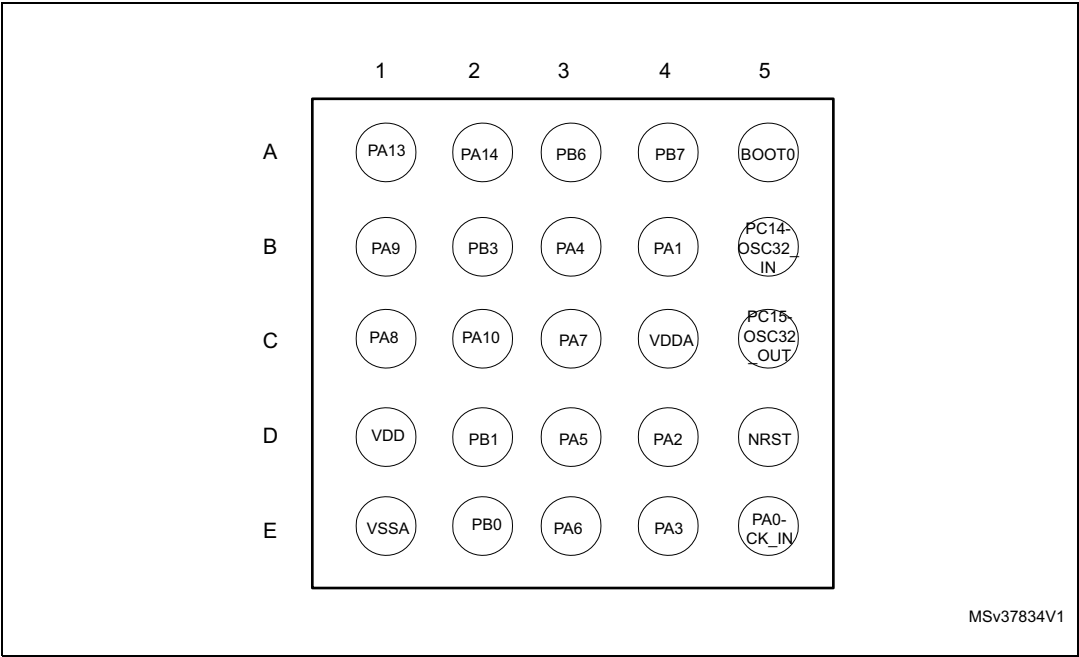 1 2 3 4 5
A PA13 PA14 PB6 PB7 BOOT0
B PA9 PB3 PA4 PA1 PC14-
OSC32_
IN
C PA8 PA10 PA7 VDDA PC15-
OSC32
_OUT
D VDD PB1 PA5 PA2 NRST
E VSSA PB0 PA6 PA3 PA0-
CK_IN
MSv37834V1